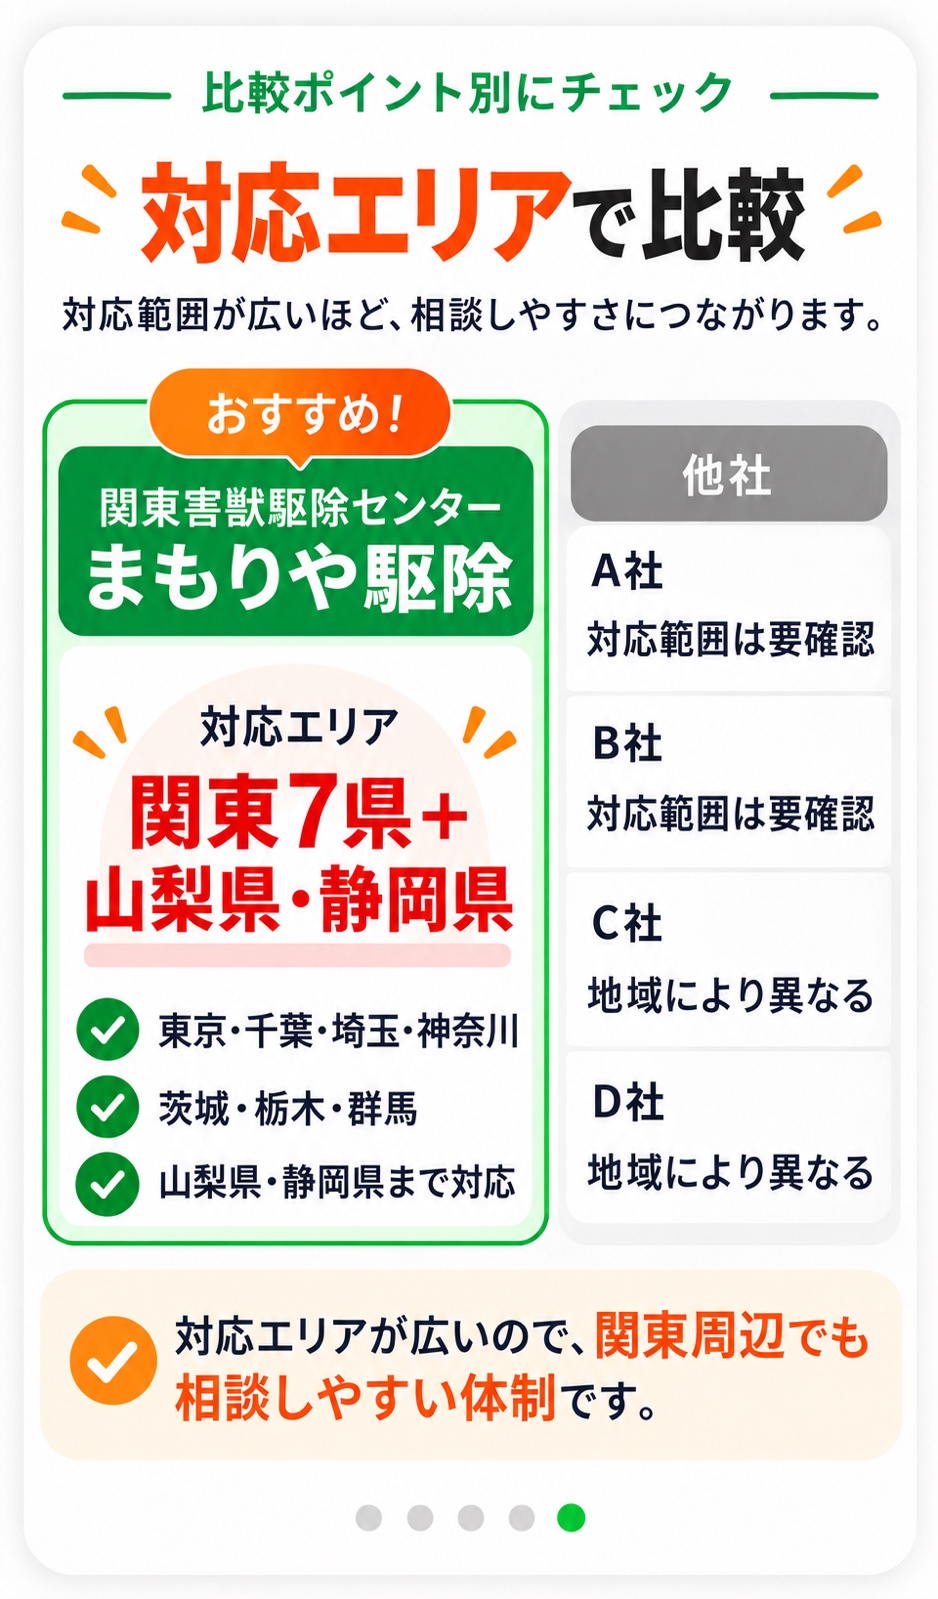 比較ポイント別にチェック
対応エリアで比較
対応範囲が広いほど、相談しやすさにつながります。
おすすめ！
関東害獣駆除センター
まもりや駆除
対応エリア
関東7県+
山梨県・静岡県
東京・千葉・埼玉・神奈川
茨城・栃木・群馬
山梨県・静岡県まで対応
他社
A社
対応範囲は要確認
B社
対応範囲は要確認
C社
地域により異なる
D社
地域により異なる
対応エリアが広いので、関東周辺でも
相談しやすい体制です。